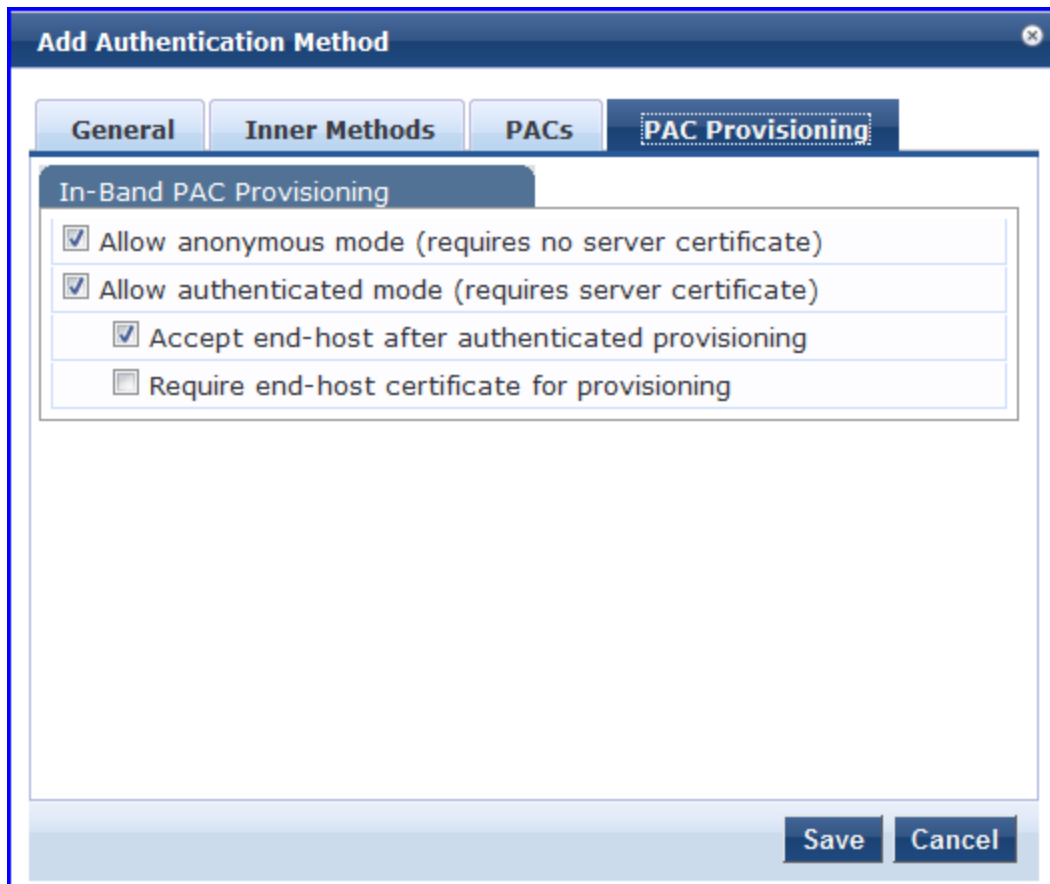 Add Authentication Method
General Inner Methods PACs PAC Provisioning
In-Band PAC Provisioning
Allow anonymous mode (requires no server certificate)
Allow authenticated mode (requires server certificate)
Accept end-host after authenticated provisioning
Require end-host certificate for provisioning
Save Cancel